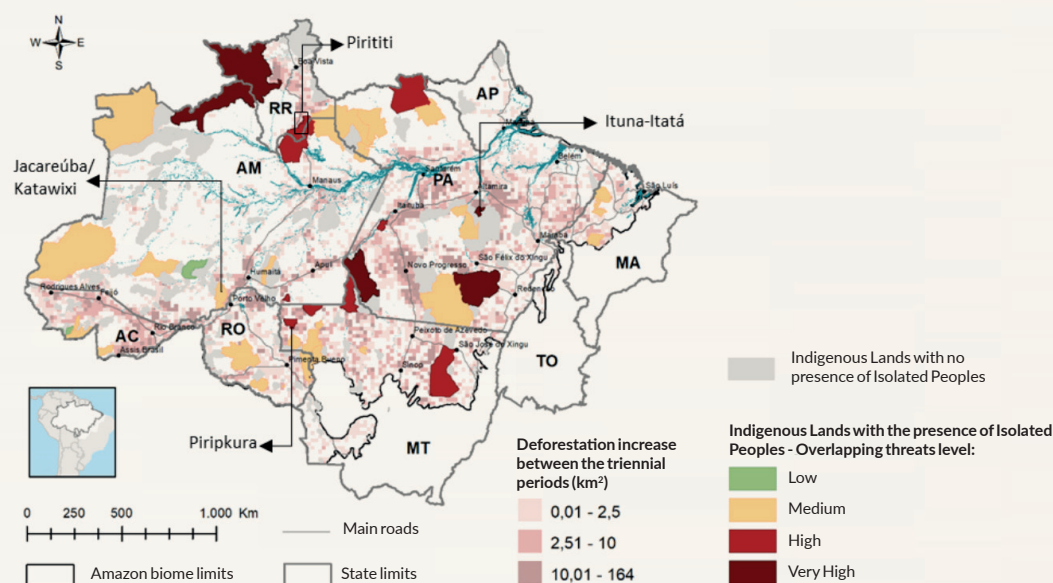 N
W E
S
Pirititi
Boa Vista
RR
AP
Ituna-Itatá
Belém
Jacareúba/
Katawixi
AM
Santarém
PA
São Luís
Manaus
Altamira
Itaituba
Marabá
São Félix do Xingu
MA
Humaitá
Apuí
Novo Progresso
Rodrigues Alves
Feijó
Porto Velho
Redenção
AC
Rio Branco
RO
Peixoto de Azevedo
Assis Brasil
São José do Xingu
TO
Pimenta Bueno
Sinop
Piripkura
MT
Indigenous Lands with no
presence of Isolated Peoples
Deforestation increase
between the triennial
periods (km²)
0,01 - 2,5
2,51 - 10
10,01 - 164
Indigenous Lands with the presence of Isolated
Peoples - Overlapping threats level:
Low
Medium
High
Very High
0 250 500 1.000 Km
Main roads
Amazon biome limits
State limits